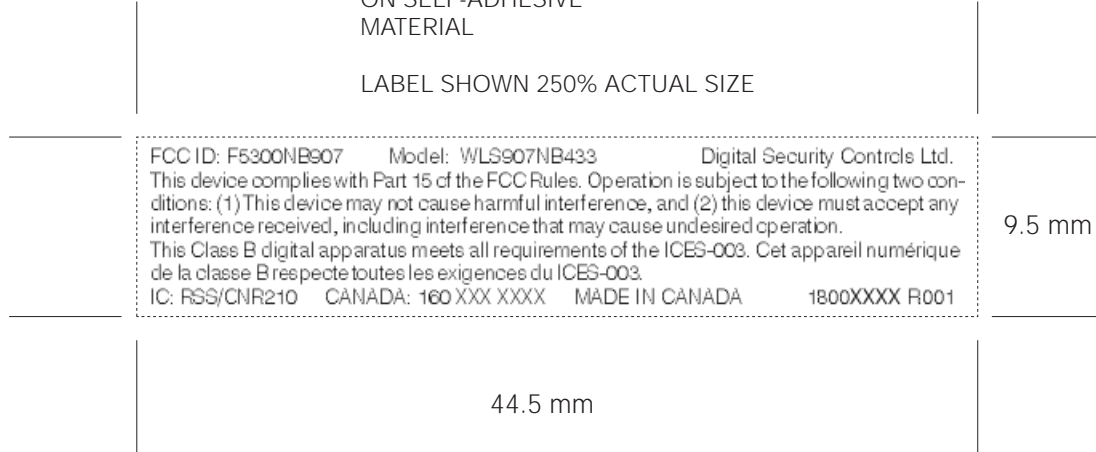 ON SELF-ADHESIVE
MATERIAL
LABEL SHOWN 250% ACTUAL SIZE
FCC ID: F5300NB907 Model: WLS907NB433 Digital Security Controls Ltd.
This device complies with Part 15 of the FCC Rules. Operation is subject to the following two con-
ditions: (1) This device may not cause harmful interference, and (2) this device must accept any
interference received, including interference that may cause undesired operation.
This Class B digital apparatus meets all requirements of the ICES-003. Cet appareil numérique
de la classe B respecte toutes les exigences du ICES-003.
IC: RSS/CNR210 CANADA: 160 XXX XXXX MADE IN CANADA 1800XXXX R001
9.5 mm
44.5 mm